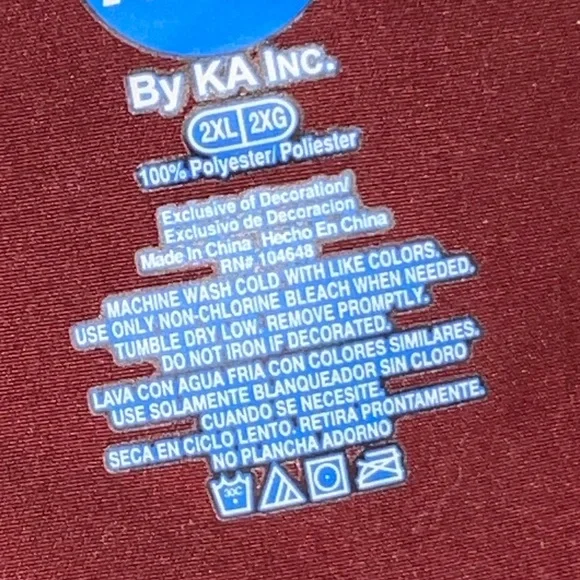 By KA Inc.
2XL 2XG
100% Polyester/ Poliester
Exclusive of Decoration/
Exclusivo de Decoracion
Made In China / Hecho En China
RN# 104648
MACHINE WASH COLD. WITH LIKE COLORS.
USE ONLY NON-CHLORINE BLEACH WHEN NEEDED.
TUMBLE DRY LOW. REMOVE PROMPTLY.
DO NOT IRON IF DECORATED.
LAVA CON AGUA FRIA CON COLORES SIMILARES.
USE SOLAMENTE BLANQUEADOR SIN CLORO
CUANDO SE NECESITE.
SECA EN CICLO LENTO. RETIRA PRONTAMENTE.
NO PLANCHA ADORNO
30C